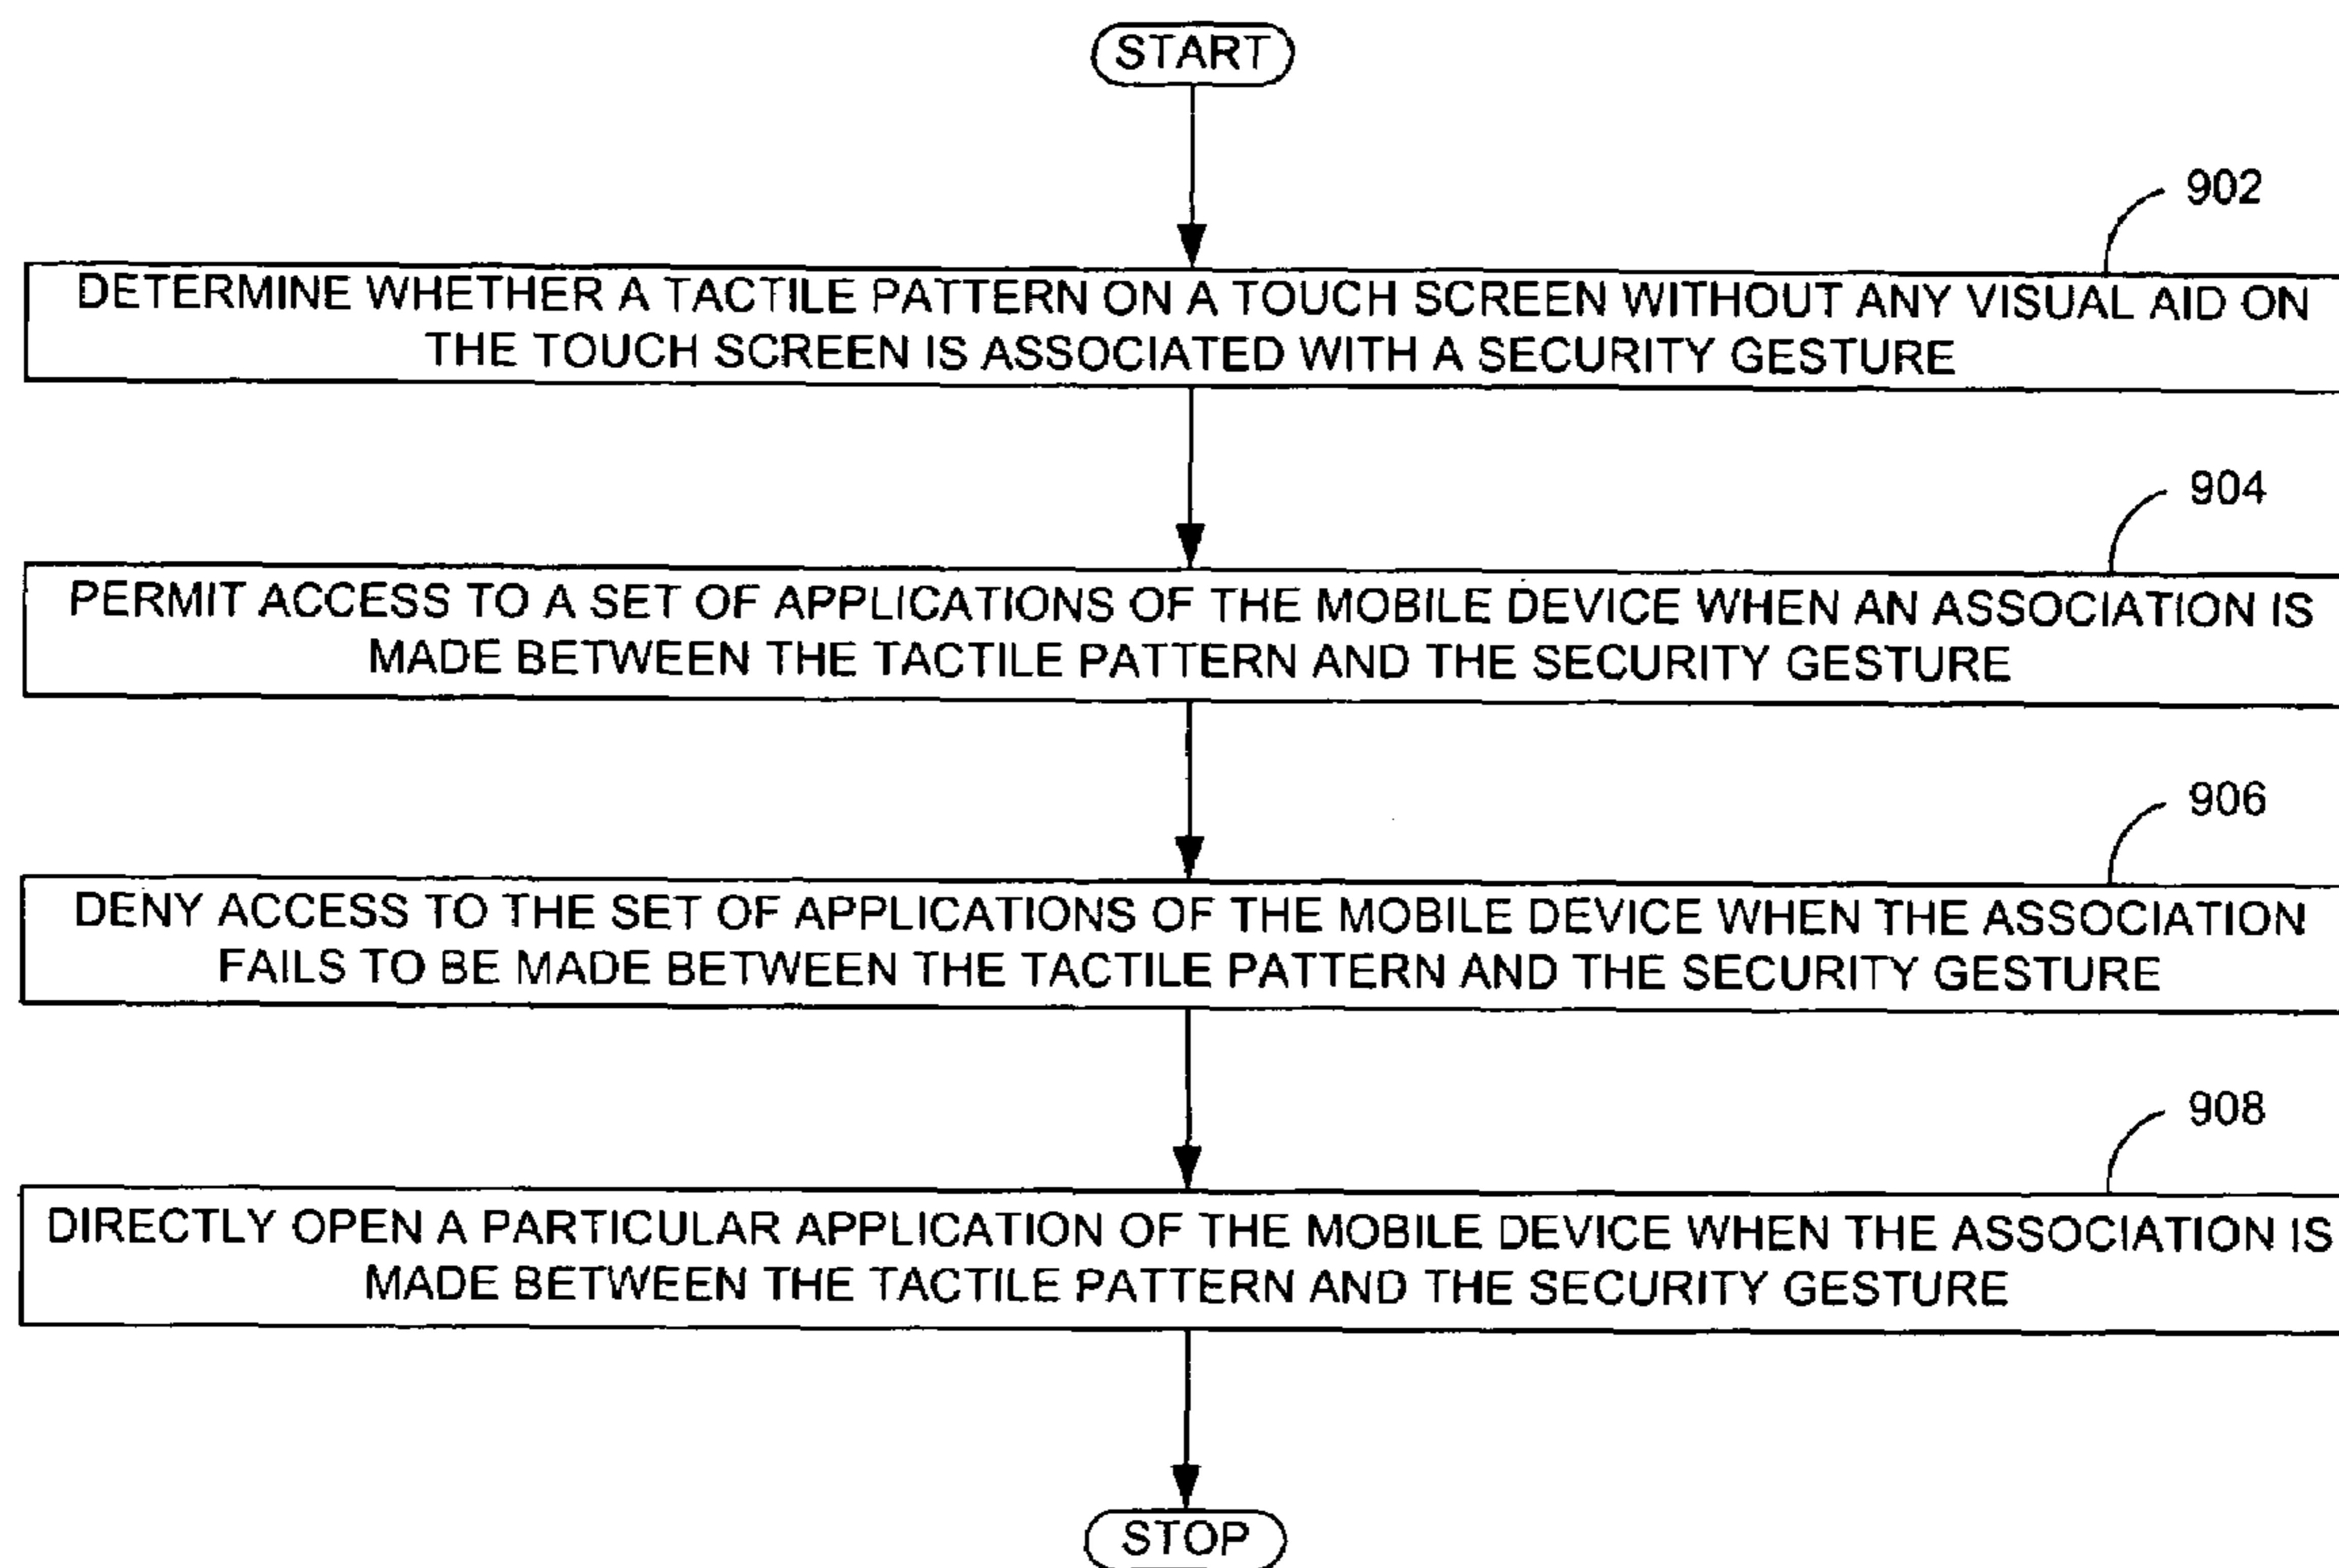 START
902
DETERMINE WHETHER A TACTILE PATTERN ON A TOUCH SCREEN WITHOUT ANY VISUAL AID ON
THE TOUCH SCREEN IS ASSOCIATED WITH A SECURITY GESTURE
904
PERMIT ACCESS TO A SET OF APPLICATIONS OF THE MOBILE DEVICE WHEN AN ASSOCIATION IS
MADE BETWEEN THE TACTILE PATTERN AND THE SECURITY GESTURE
906
DENY ACCESS TO THE SET OF APPLICATIONS OF THE MOBILE DEVICE WHEN THE ASSOCIATION
FAILS TO BE MADE BETWEEN THE TACTILE PATTERN AND THE SECURITY GESTURE
908
DIRECTLY OPEN A PARTICULAR APPLICATION OF THE MOBILE DEVICE WHEN THE ASSOCIATION IS
MADE BETWEEN THE TACTILE PATTERN AND THE SECURITY GESTURE
STOP